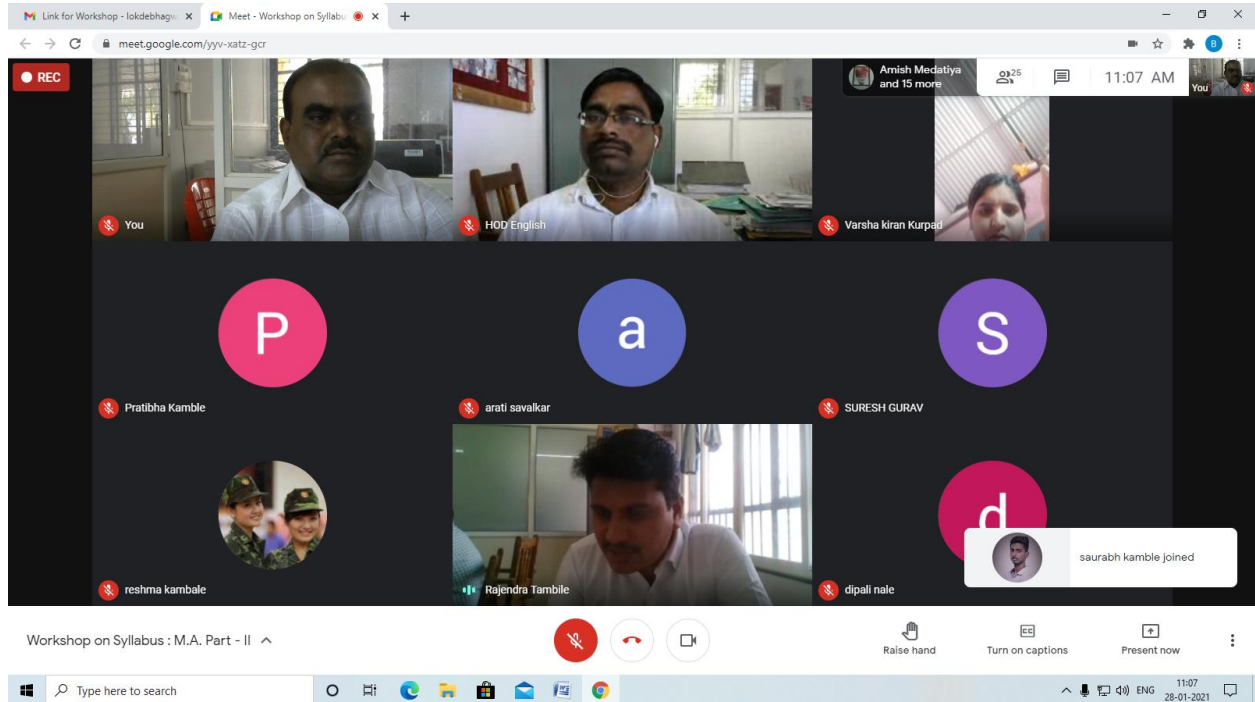 Link for Workshop - lokdebhagw
Meet - Workshop on Syllabu
meet.google.com/yyv-xatz-gcr
B
REC
Amish Medatiya
and 15 more
25
11:07 AM
You
You
HOD English
Varsha kiran Kurpad
P
a
S
Pratibha Kamble
arati savalkar
SURESH GURAV
d
saurabh kamble joined
reshma kambale
Rajendra Tambile
dipali nale
Workshop on Syllabus : M.A. Part - II
Raise hand
Turn on captions
Present now
Type here to search
ENG
11:07
28-01-2021